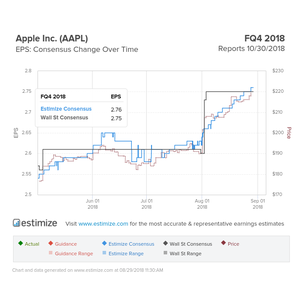 Apple Inc. (AAPL) FQ4 2018
EPS: Consensus Change Over Time Reports 10/30/2018
2.8 $230
2.75 $220
2.7 $210
2.65 $200
2.6 $190
2.55 $180
2.5 $170
EPS
Price
FQ4 2018 EPS
Estimize Consensus 2.76
Wall St Consensus 2.75
Jun 01 2018
Jul 01 2018
Aug 01 2018
Sep 01 2018
estimize Visit www.estimize.com for the most accurate & representative earnings estimates
Actual Guidance Estimize Consensus Wall St Consensus Price
Guidance Range Estimize Range Wall St Range
Chart and data generated on www.estimize.com at 08/29/2018 11:30 AM